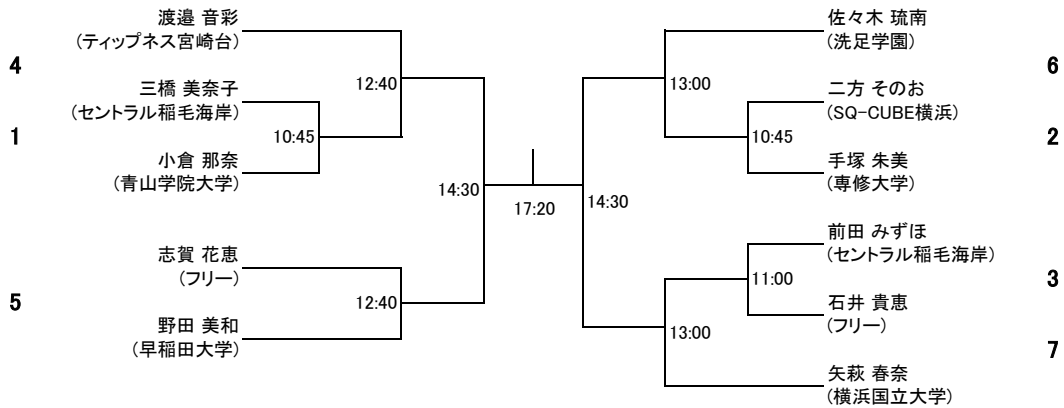 渡邉 音彩
(ティップネス宮崎台)
4
12:40
三橋 美奈子
(セントラル稲毛海岸)
1
10:45
小倉 那奈
(青山学院大学)
14:30
志賀 花恵
(フリー)
5
12:40
野田 美和
(早稲田大学)
17:20
佐々木 琉南
(洗足学園)
6
13:00
二方 そのお
(SQ-CUBE横浜)
10:45
2
手塚 朱美
(専修大学)
14:30
前田 みずほ
(セントラル稲毛海岸)
11:00
3
石井 貴恵
(フリー)
13:00
7
矢萩 春奈
(横浜国立大学)